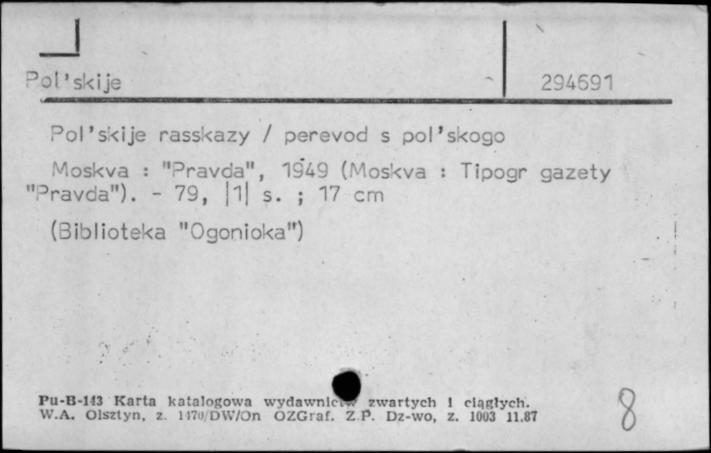 Pol'skije 294691
Pol'skije rasskazy / perevod s pol'skogo
Moskva : "Pravda", 1949 (Moskva : Tipogr gazety
"Pravda"). - 79, |1| s. ; 17 cm
(Biblioteka "Ogonioka")
Pu-B-143 Karta katalogowa wydawnictw zwartych i ciągłych.
W.A. Olsztyn, z. 1470/DW/On OZGraf. Z.P. Dz-wo, z. 1003 11.87
8